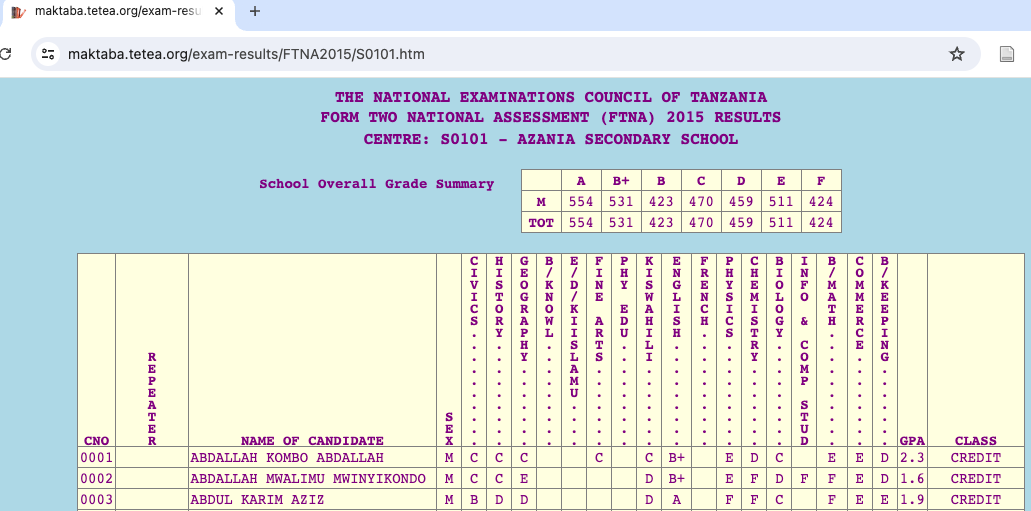 maktaba.tetea.org/exam-resu
maktaba.tetea.org/exam-results/FTNA2015/S0101.htm
THE NATIONAL EXAMINATIONS COUNCIL OF TANZANIA
FORM TWO NATIONAL ASSESSMENT (FTNA) 2015 RESULTS
CENTRE: S0101 - AZANIA SECONDARY SCHOOL
School Overall Grade Summary
A B+ B C D E F
M 554 531 423 470 459 511 424
TOT 554 531 423 470 459 511 424
CNO REPEATER NAME OF CANDIDATE SEX CIVICS.......... HISTORY......... GEOGRAPHY....... B/KNOWL......... E/D/KIISLAMU.... FINE ARTS....... PHY EDU......... KISWAHILI....... ENGLISH......... FRENCH.......... PHYSICS......... CHEMISTRY....... BIOLOGY......... INFO & COMP STUD B/MATH.......... COMMERCE........ B/KEEPING....... GPA CLASS
0001 ABDALLAH KOMBO ABDALLAH M C C C C C B+ E D C E E D 2.3 CREDIT
0002 ABDALLAH MWALIMU MWINYIKONDO M C C E D B+ E F D F F E D 1.6 CREDIT
0003 ABDUL KARIM AZIZ M B D D D A F F C F E E 1.9 CREDIT